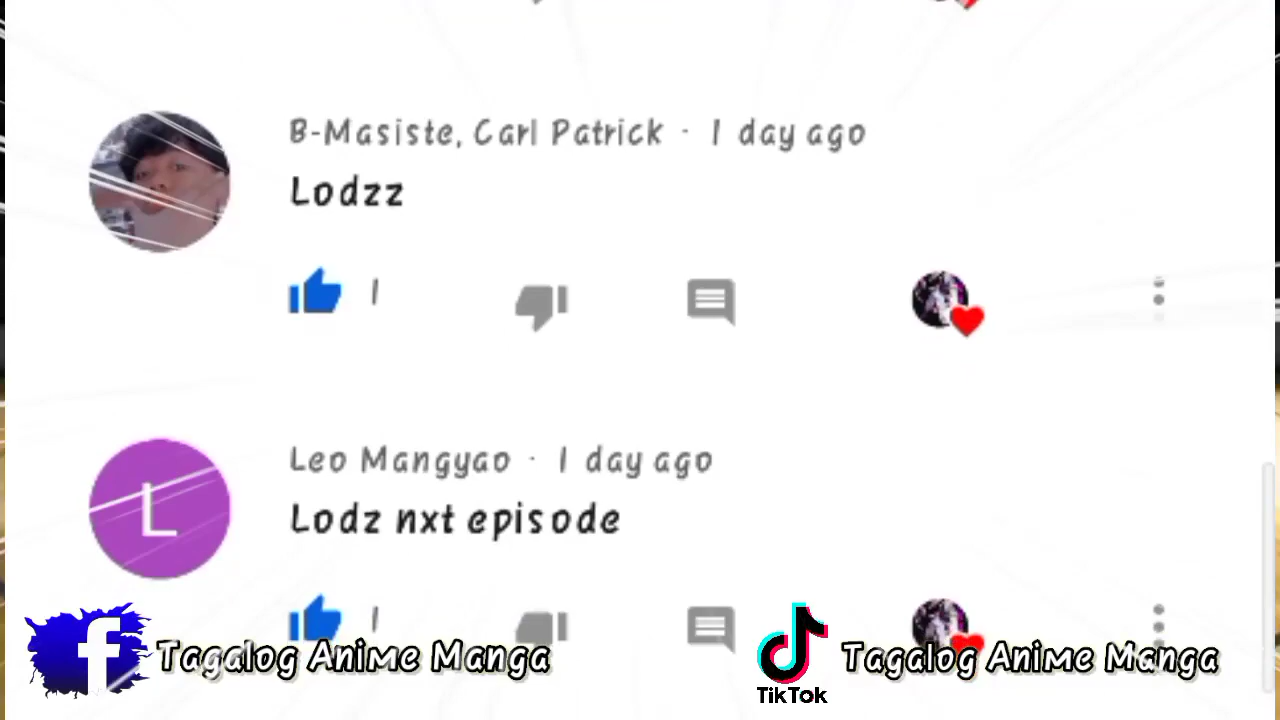 B-Masiste, Carl Patrick · 1 day ago
Lodzz
1
L
Leo Mangyao · 1 day ago
Lodz nxt episode
1
f Tagalog Anime Manga
TikTok Tagalog Anime Manga